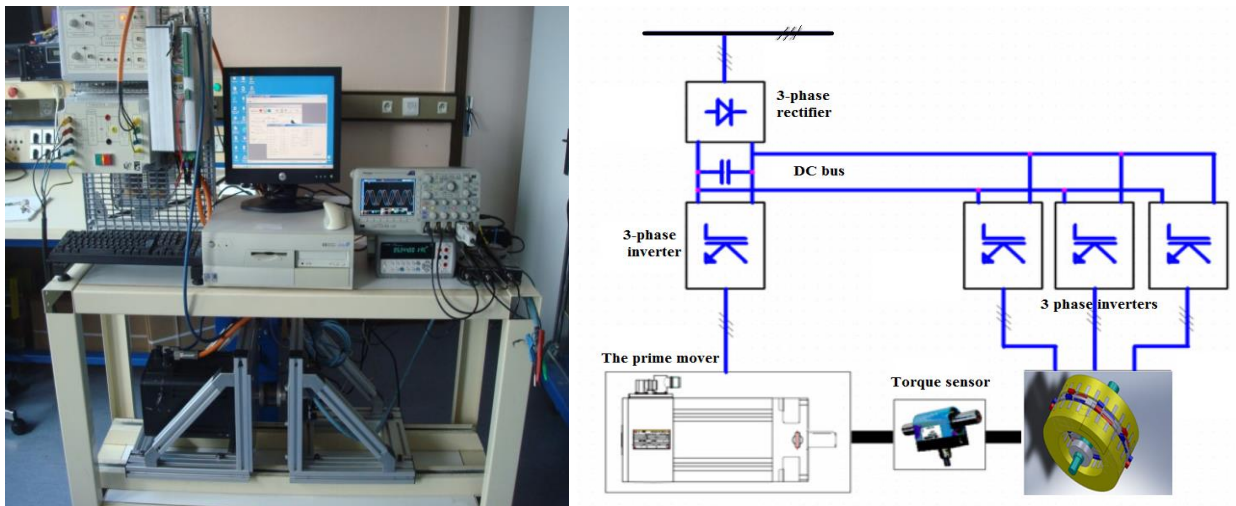 3-phase
rectifier
DC bus
3-phase
inverter
3 phase inverters
The prime mover
Torque sensor